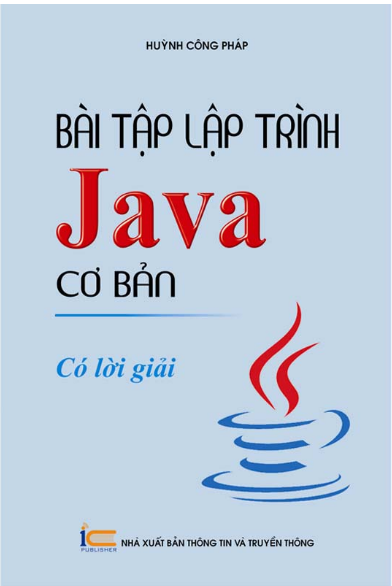 HUỲNH CÔNG PHÁP
BÀI TẬP LẬP TRÌNH
Java
CƠ BẢN
Có lời giải
ic PUBLISHER NHÀ XUẤT BẢN THÔNG TIN VÀ TRUYỀN THÔNG